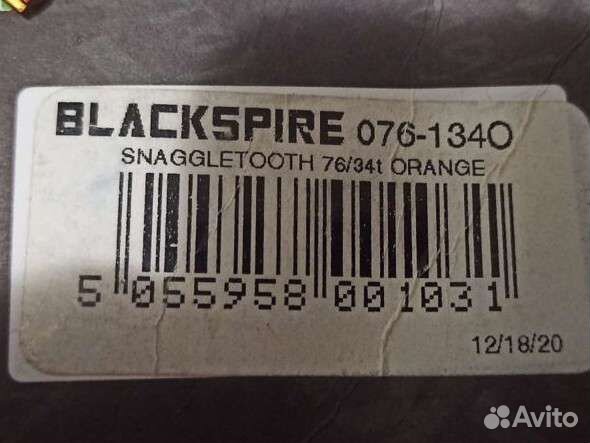 BLACKSPIRE 076-134O
SNAGGLETOOTH 76/34t ORANGE
5 055958 001031
12/18/20
Avito